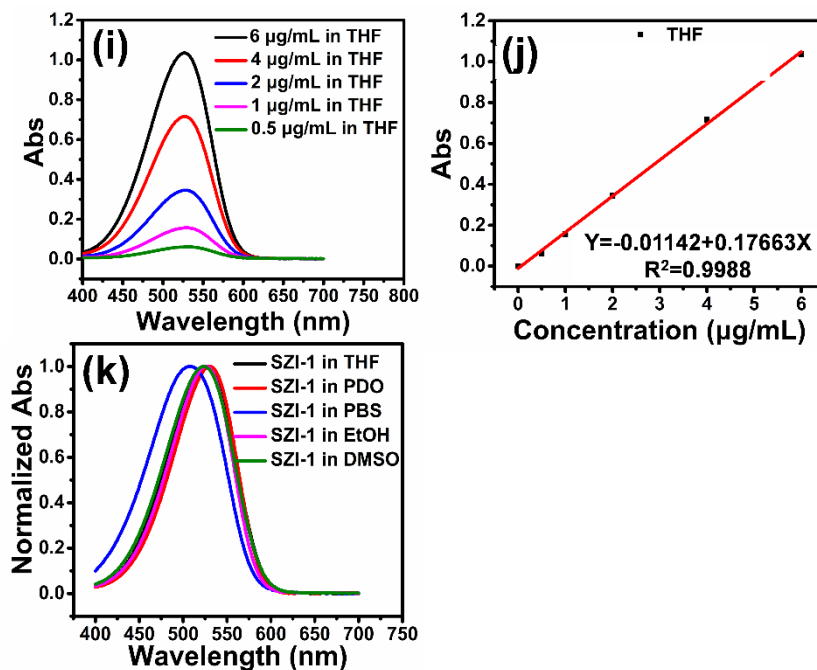 (i)
6 μg/mL in THF
4 μg/mL in THF
2 μg/mL in THF
1 μg/mL in THF
0.5 μg/mL in THF
1.2
1.0
0.8
0.6
0.4
0.2
0.0
Abs
400 450 500 550 600 650 700 750 800
Wavelength (nm)
(j)
THF
1.2
1.0
0.8
0.6
0.4
0.2
0.0
Abs
Y=-0.01142+0.17663X
R²=0.9988
0 1 2 3 4 5 6
Concentration (μg/mL)
(k)
SZI-1 in THF
SZI-1 in PDO
SZI-1 in PBS
SZI-1 in EtOH
SZI-1 in DMSO
1.0
0.8
0.6
0.4
0.2
0.0
Normalized Abs
400 450 500 550 600 650 700 750
Wavelength (nm)